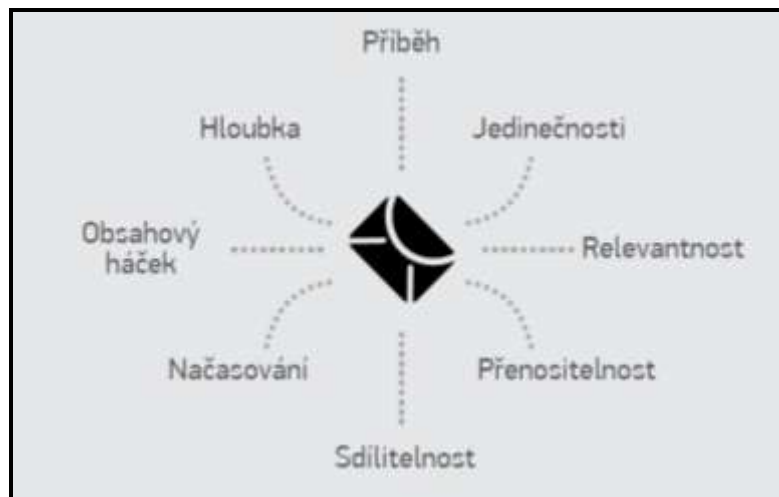 Příběh
Hloubka
Jedinečnosti
Obsahový
háček
Relevantnost
Načasování
Přenositelnost
Sdílitelnost